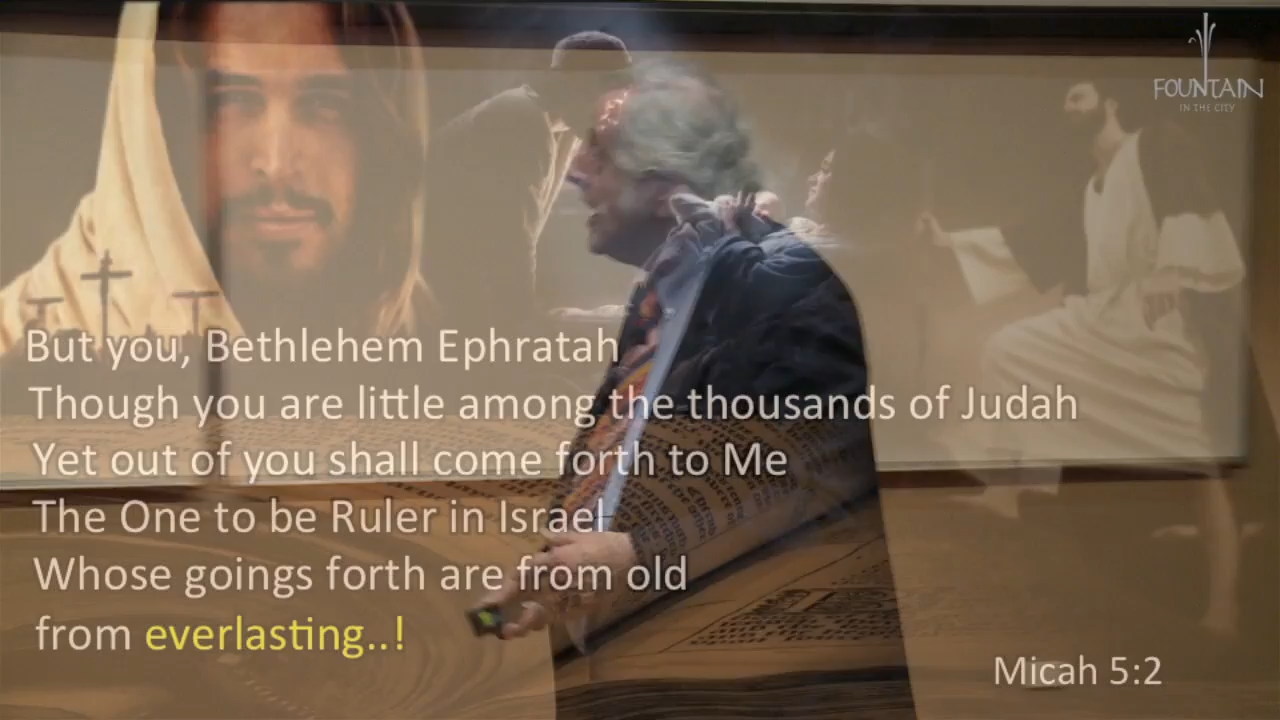 FOUNTAIN
IN THE CITY
But you, Bethlehem Ephratah
Though you are little among the thousands of Judah
Yet out of you shall come forth to Me
The One to be Ruler in Israel
Whose goings forth are from old
from everlasting..!
Micah 5:2